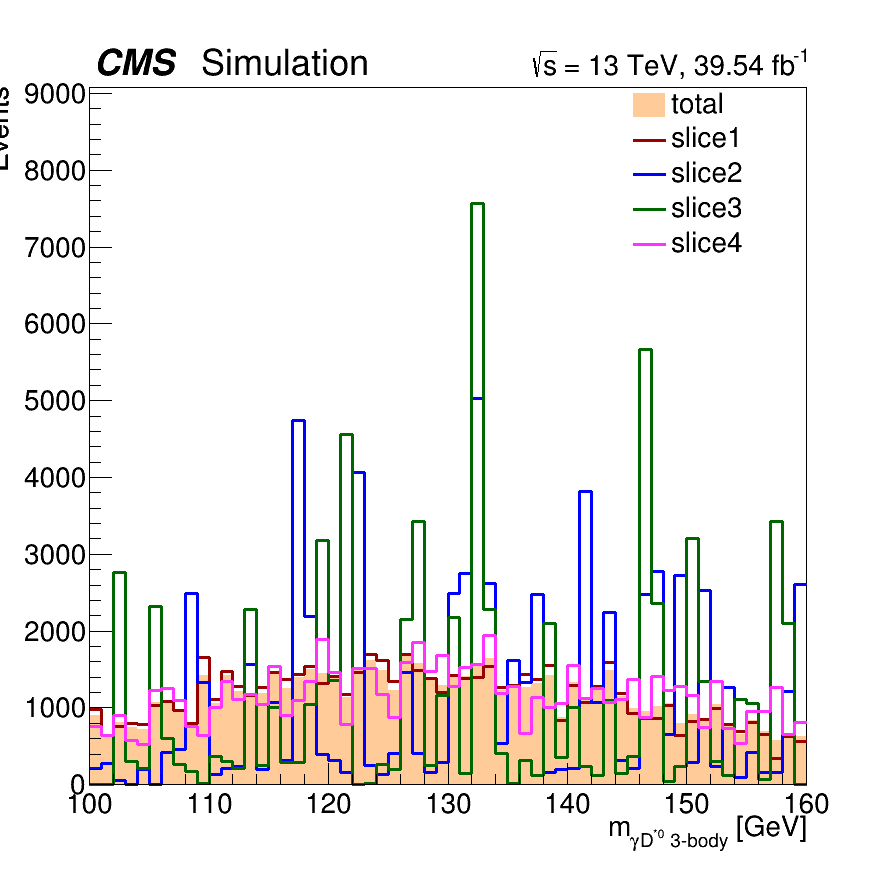 CMS Simulation √s = 13 TeV, 39.54 fb⁻¹
Events
9000
8000
7000
6000
5000
4000
3000
2000
1000
0
total
slice1
slice2
slice3
slice4
100 110 120 130 140 150 160
m_γD*⁰ 3-body [GeV]